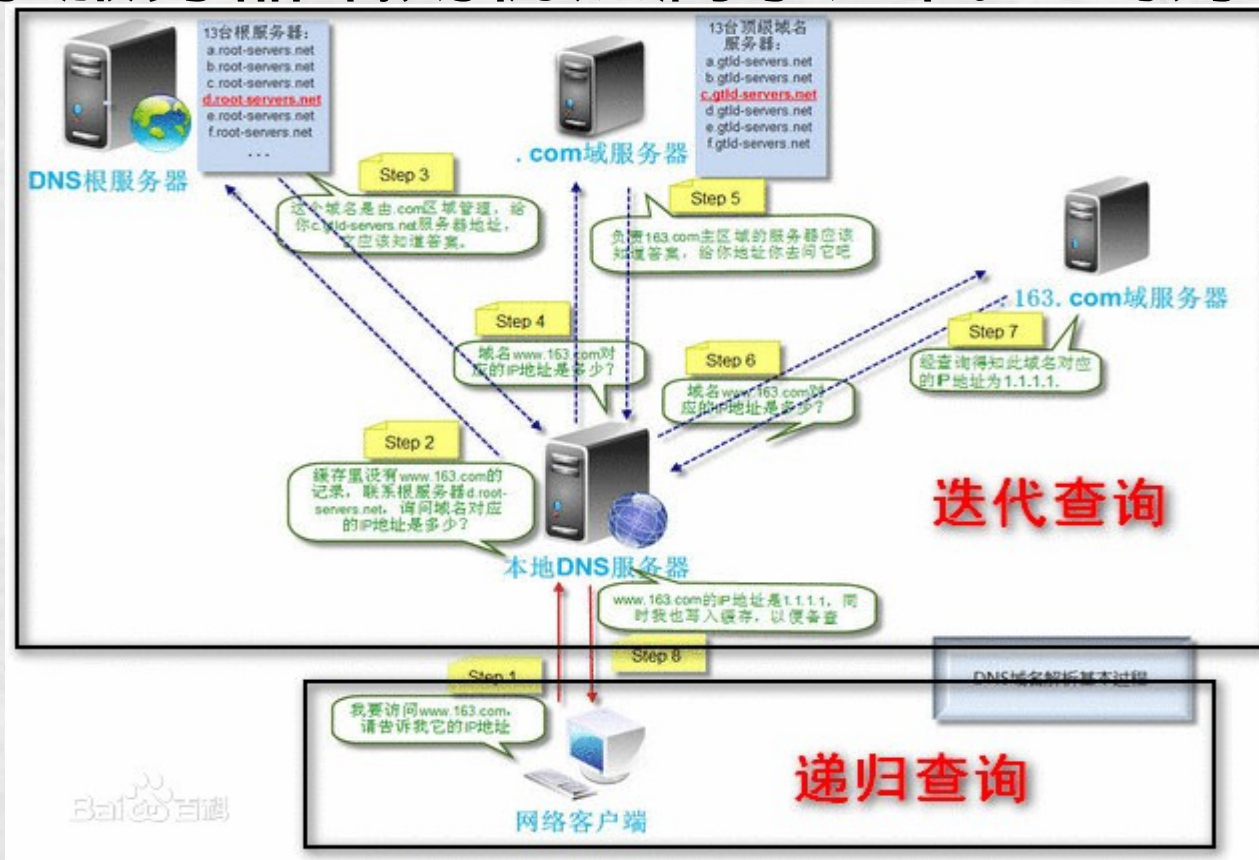 13台根服务器：
a.root-servers.net
b.root-servers.net
c.root-servers.net
d.root-servers.net
e.root-servers.net
f.root-servers.net
...
DNS根服务器
13台顶级域名
服务器：
a.gtld-servers.net
b.gtld-servers.net
c.gtld-servers.net
d.gtld-servers.net
e.gtld-servers.net
f.gtld-servers.net
.com域服务器
Step 3
这个域名是由.com区域管理，给
你c.gtld-servers.net服务器地址，
它应该知道答案。
Step 5
负责163.com主区域的服务器应该
知道答案，给你地址你去问它吧
163.com域服务器
Step 4
域名www.163.com对
应的IP地址是多少？
Step 6
域名www.163.com对
应的IP地址是多少？
Step 7
经查询得知此域名对应
的IP地址为1.1.1.1.
Step 2
缓存里没有www.163.com的
记录，联系根服务器d.root-
servers.net，询问域名对应
的IP地址是多少？
迭代查询
本地DNS服务器
www.163.com的IP地址是1.1.1.1，同
时我也写入缓存，以便备查
Step 8
Step 1
DNS域名解析基本过程
我要访问www.163.com，
请告诉我它的IP地址
递归查询
网络客户端
Bai du 百科